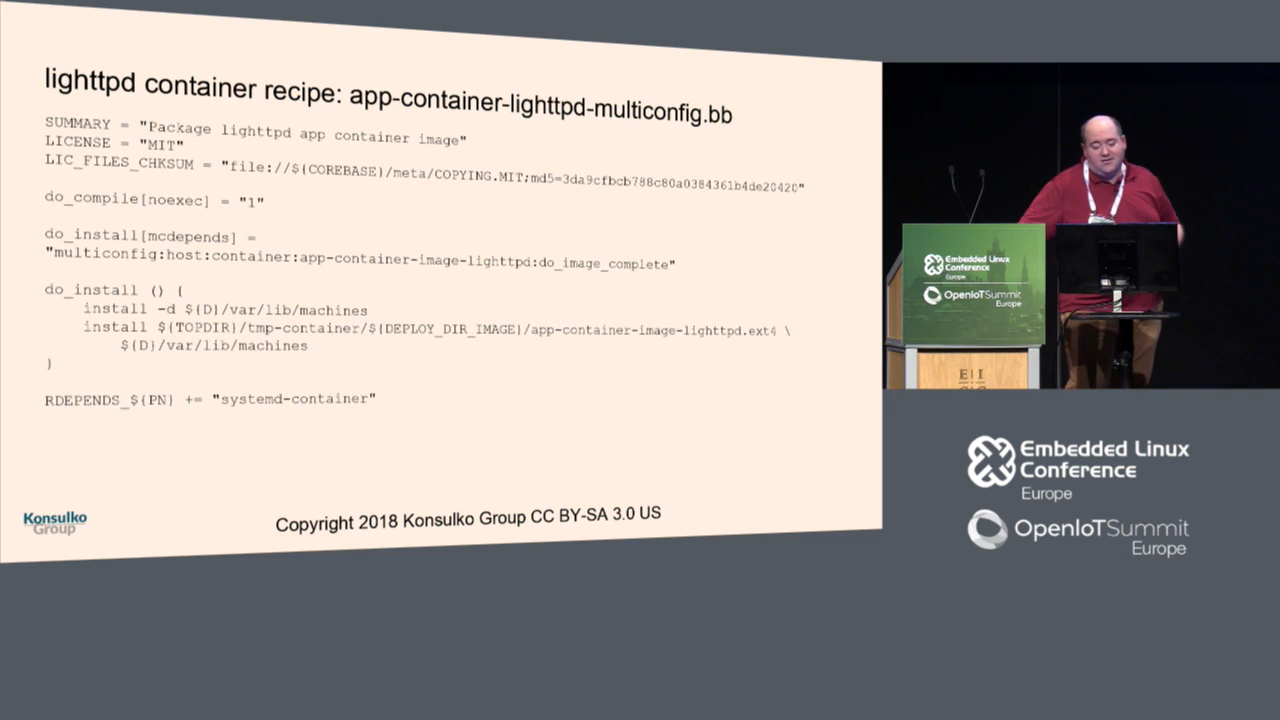 lighttpd container recipe: app-container-lighttpd-multiconfig.bb
SUMMARY = "Package lighttpd app container image"
LICENSE = "MIT"
LIC_FILES_CHKSUM = "file://${COREBASE}/meta/COPYING.MIT;md5=3da9cfbcb788c80a0384361b4de20420"
do_compile[noexec] = "1"
do_install[mcdepends] =
"multiconfig:host:container:app-container-image-lighttpd:do_image_complete"
do_install () {
install -d ${D}/var/lib/machines
install ${TOPDIR}/tmp-container/${DEPLOY_DIR_IMAGE}/app-container-image-lighttpd.ext4 \
${D}/var/lib/machines
}
RDEPENDS_${PN} += "systemd-container"
Konsulko
Group
Copyright 2018 Konsulko Group CC BY-SA 3.0 US
Embedded Linux
Conference
Europe
OpenIoTSummit
Europe
E I
Embedded Linux
Conference
Europe
OpenIoTSummit
Europe